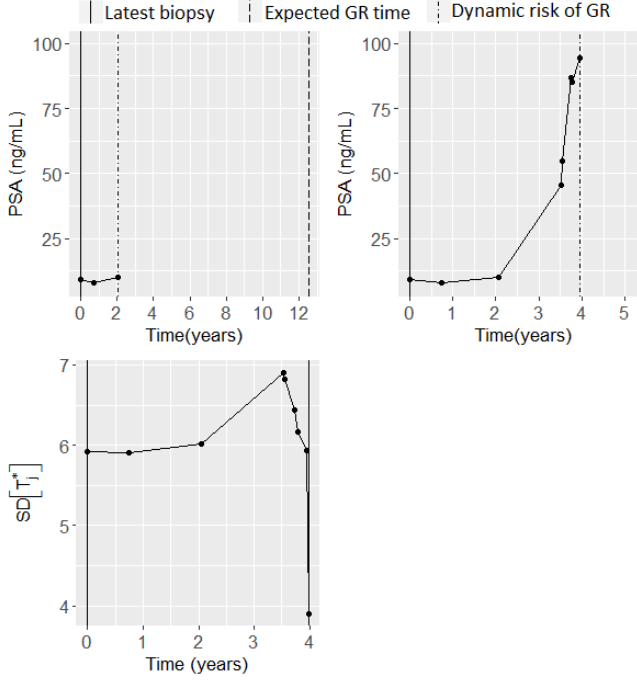 Latest biopsy Expected GR time Dynamic risk of GR
PSA (ng/mL)
100
75
50
25
0 2 4 6 8 10 12
Time(years)
PSA (ng/mL)
100
75
50
25
0 1 2 3 4 5
Time(years)
SD[T*j]
7
6
5
4
0 1 2 3 4
Time (years)